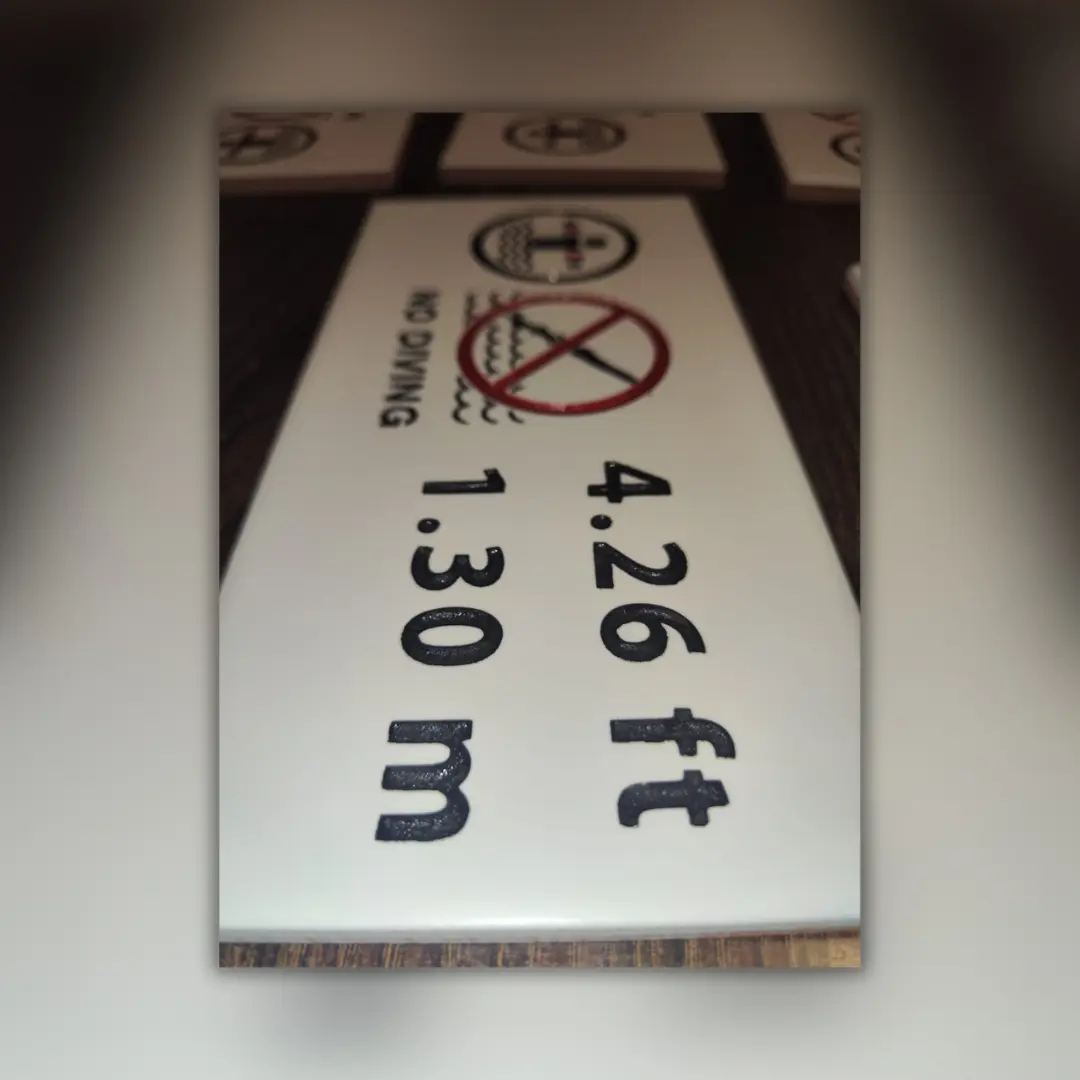 NO DIVING
4.26 ft
1.30 m